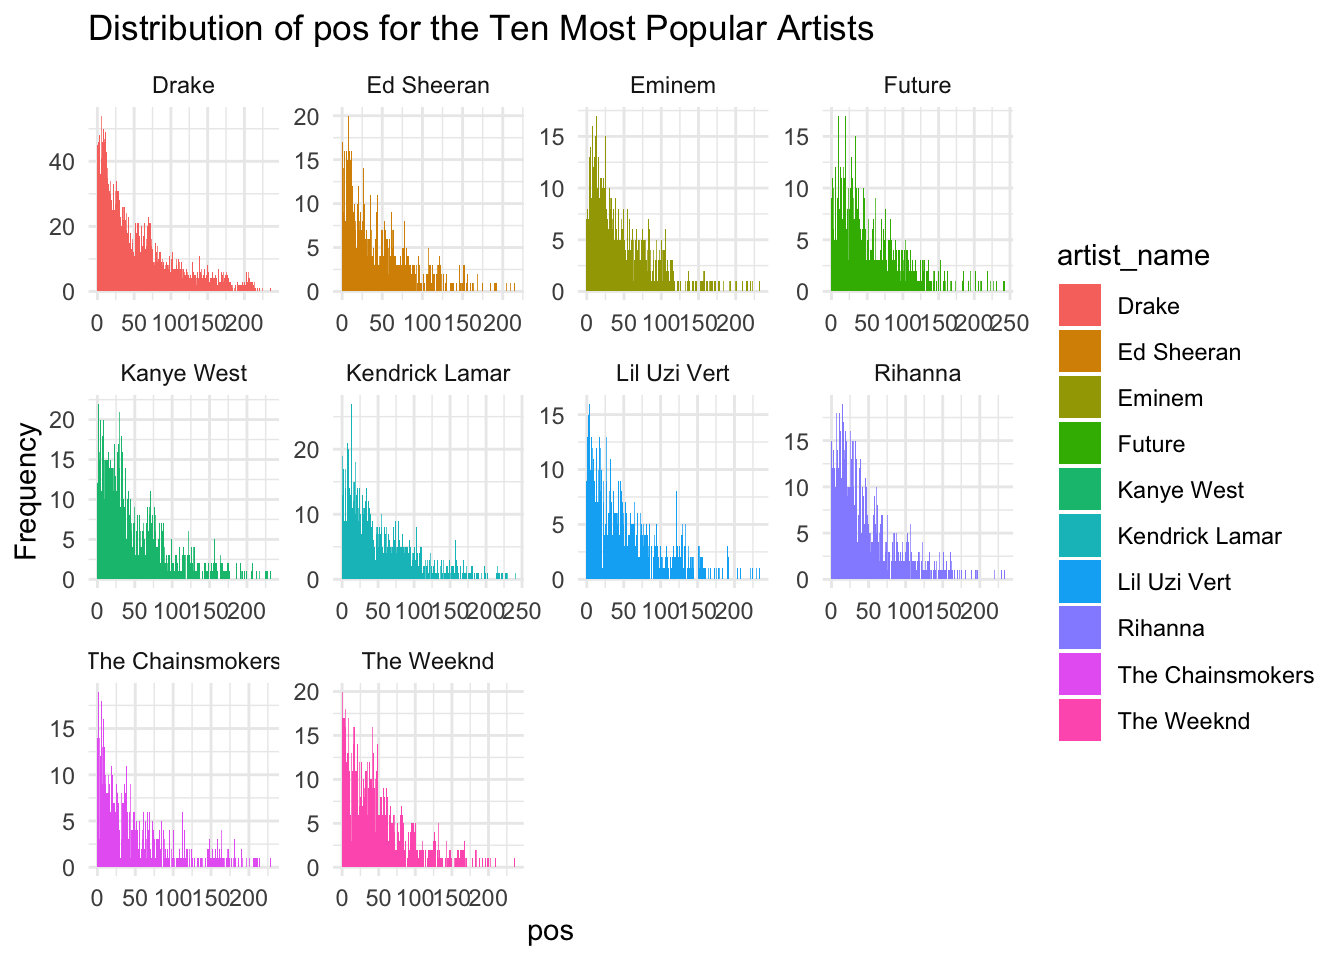 Distribution of pos for the Ten Most Popular Artists
Drake
Ed Sheeran
Eminem
Future
40
20
0
20
15
10
5
0
15
10
5
0
15
10
5
0
0 50 100 150 200
0 50 100 150 200
0 50 100 150 200
0 50 100 150 200 250
Kanye West
Kendrick Lamar
Lil Uzi Vert
Rihanna
20
15
10
5
0
20
10
0
15
10
5
0
15
10
5
0
0 50 100 150 200
0 50 100 150 200 250
0 50 100 150 200
0 50 100 150 200
The Chainsmokers
The Weeknd
15
10
5
0
20
15
10
5
0
0 50 100 150 200
0 50 100 150 200
Frequency
pos
artist_name
Drake
Ed Sheeran
Eminem
Future
Kanye West
Kendrick Lamar
Lil Uzi Vert
Rihanna
The Chainsmokers
The Weeknd